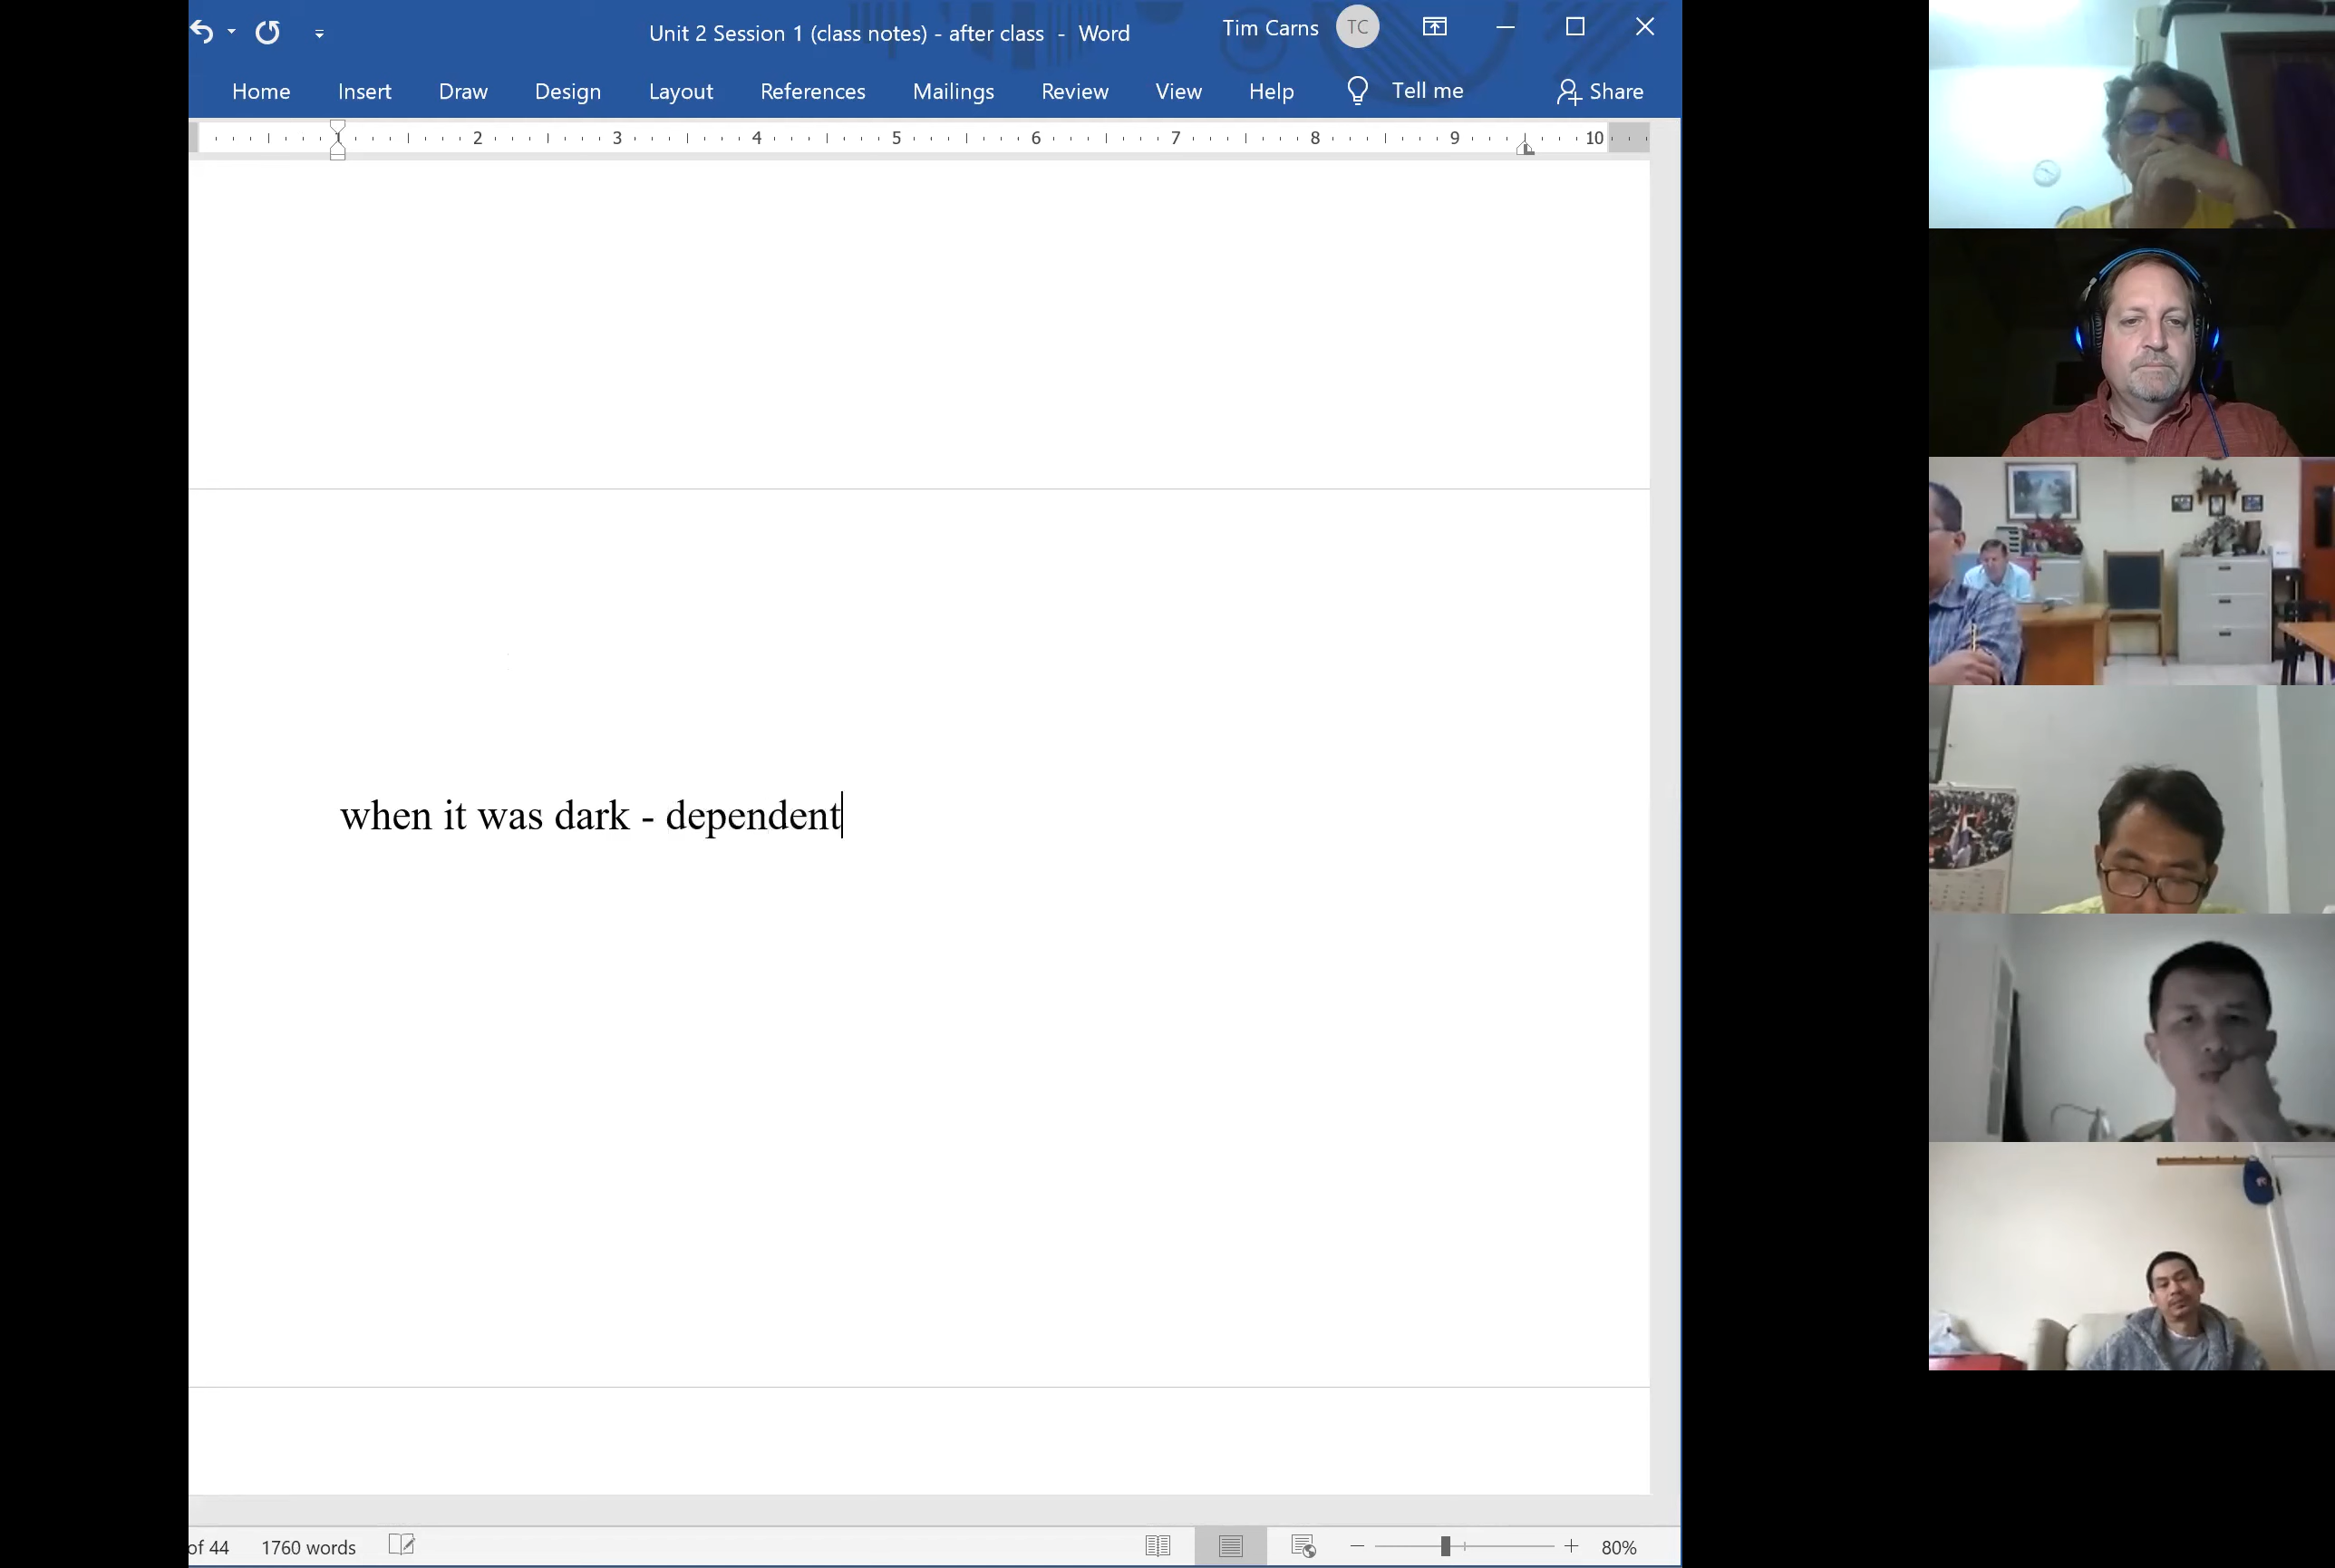 Unit 2 Session 1 (class notes) - after class - Word
Tim Carns TC
Home Insert Draw Design Layout References Mailings Review View Help Tell me Share
1 2 3 4 5 6 7 8 9 10
when it was dark - dependent
of 44 1760 words 80%